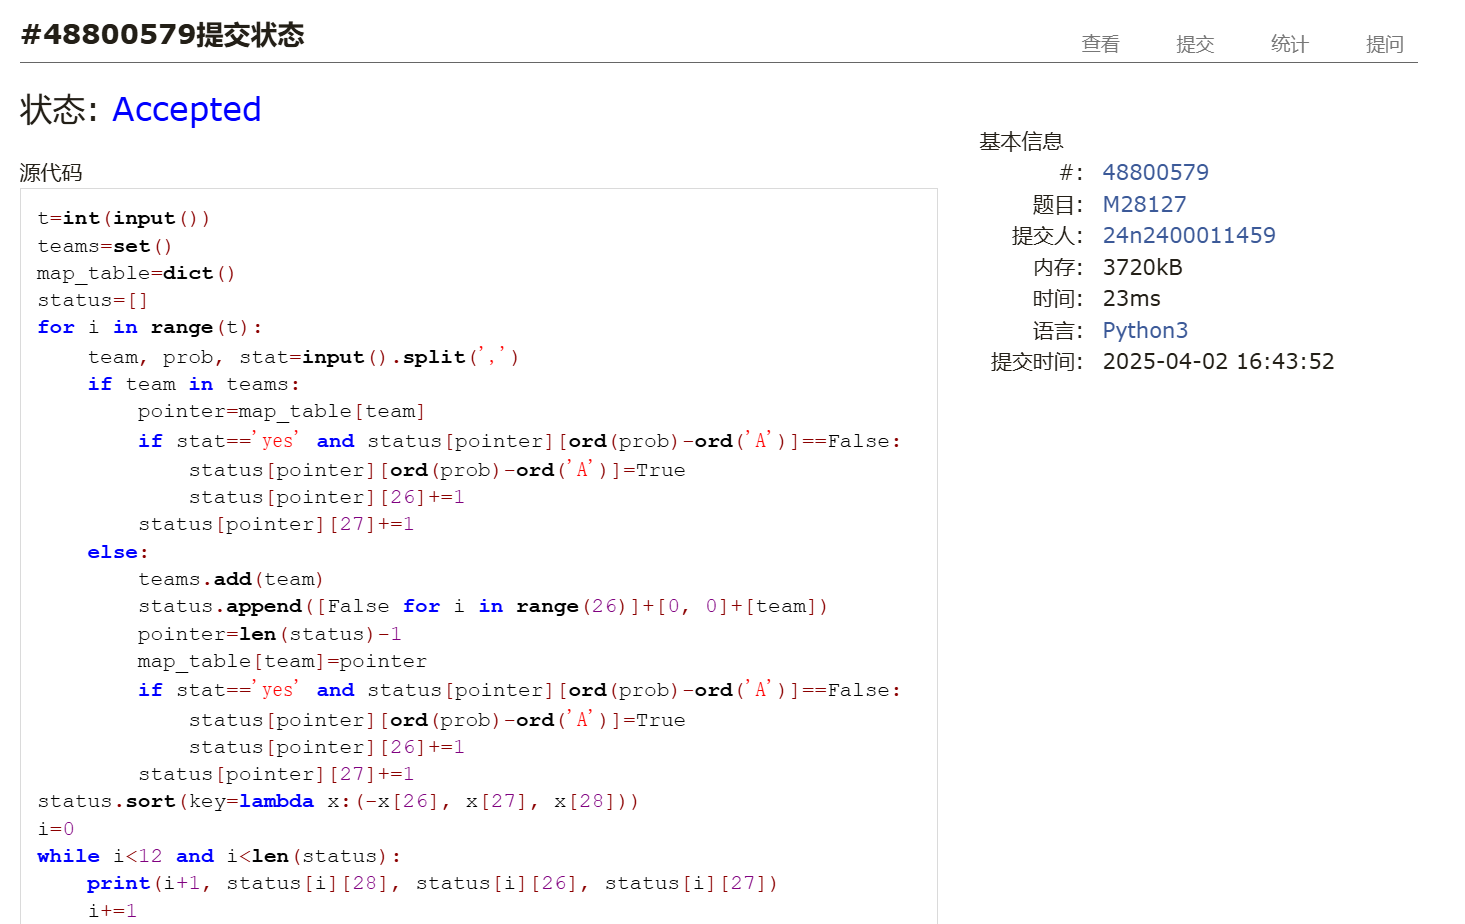 #48800579提交状态
查看 提交 统计 提问
状态: Accepted
源代码
t=int(input())
teams=set()
map_table=dict()
status=[]
for i in range(t):
    team, prob, stat=input().split(',')
    if team in teams:
        pointer=map_table[team]
        if stat=='yes' and status[pointer][ord(prob)-ord('A')]==False:
            status[pointer][ord(prob)-ord('A')]=True
            status[pointer][26]+=1
        status[pointer][27]+=1
    else:
        teams.add(team)
        status.append([False for i in range(26)]+[0, 0]+[team])
        pointer=len(status)-1
        map_table[team]=pointer
        if stat=='yes' and status[pointer][ord(prob)-ord('A')]==False:
            status[pointer][ord(prob)-ord('A')]=True
            status[pointer][26]+=1
        status[pointer][27]+=1
status.sort(key=lambda x:(-x[26], x[27], x[28]))
i=0
while i<12 and i<len(status):
    print(i+1, status[i][28], status[i][26], status[i][27])
    i+=1
基本信息
#: 48800579
题目: M28127
提交人: 24n2400011459
内存: 3720kB
时间: 23ms
语言: Python3
提交时间: 2025-04-02 16:43:52